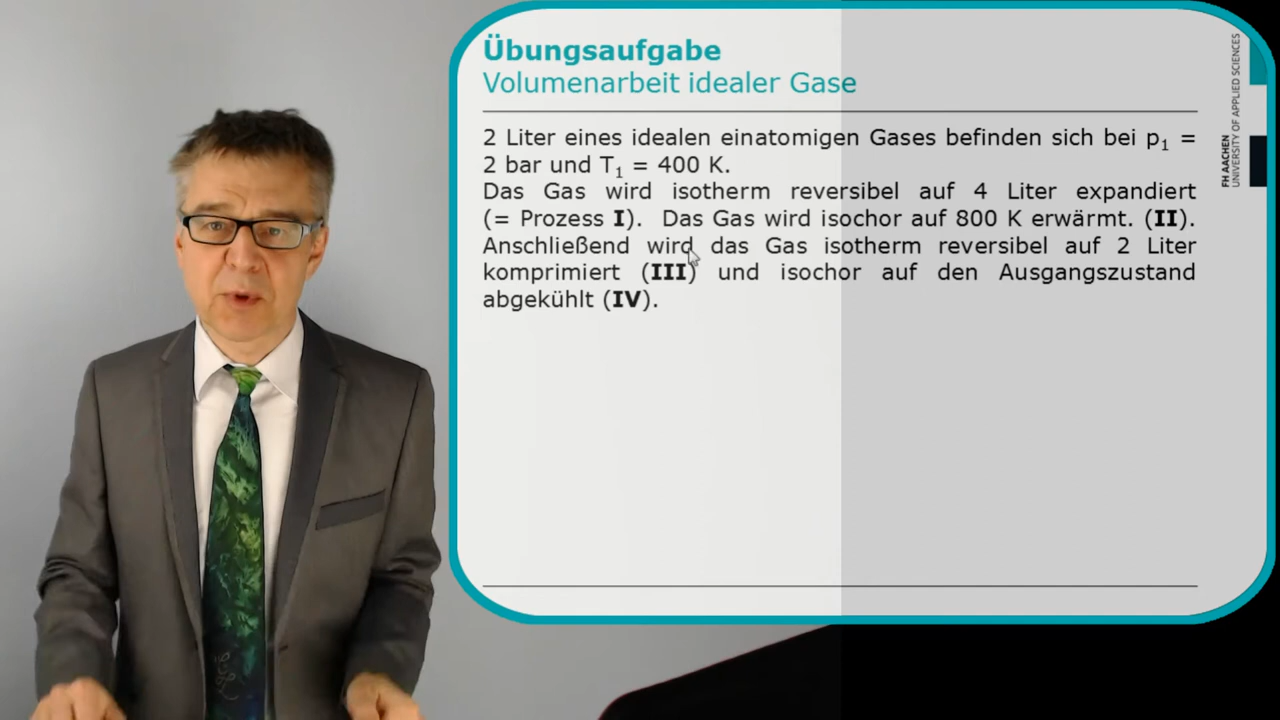 Übungsaufgabe
Volumenarbeit idealer Gase
2 Liter eines idealen einatomigen Gases befinden sich bei p₁ =
2 bar und T₁ = 400 K.
Das Gas wird isotherm reversibel auf 4 Liter expandiert
(= Prozess I). Das Gas wird isochor auf 800 K erwärmt. (II).
Anschließend wird das Gas isotherm reversibel auf 2 Liter
komprimiert (III) und isochor auf den Ausgangszustand
abgekühlt (IV).
FH AACHEN
UNIVERSITY OF APPLIED SCIENCES